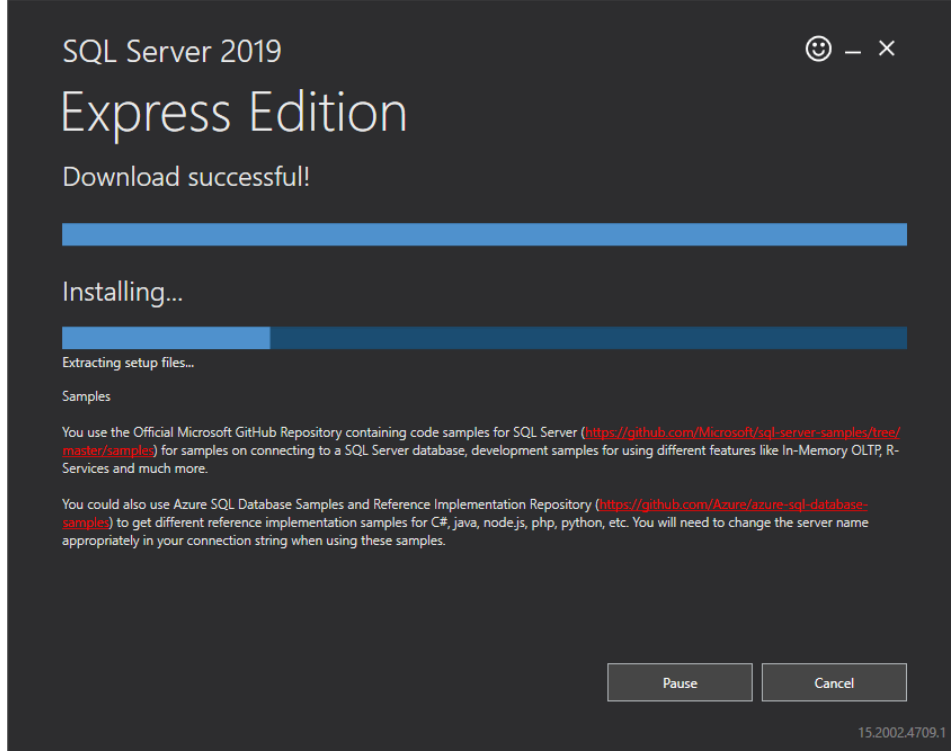 SQL Server 2019
Express Edition
Download successful!
Installing...
Extracting setup files...
Samples
You use the Official Microsoft GitHub Repository containing code samples for SQL Server (https://github.com/Microsoft/sql-server-samples/tree/
master/samples) for samples on connecting to a SQL Server database, development samples for using different features like In-Memory OLTP, R-
Services and much more.
You could also use Azure SQL Database Samples and Reference Implementation Repository (https://github.com/Azure/azure-sql-database-
samples) to get different reference implementation samples for C#, java, node.js, php, python, etc. You will need to change the server name
appropriately in your connection string when using these samples.
Pause
Cancel
15.2002.4709.1